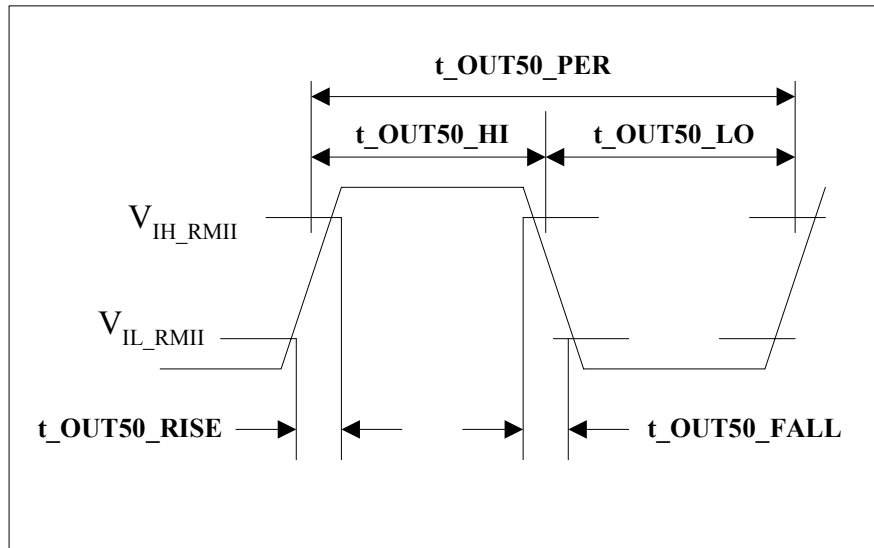 t_OUT50_PER
t_OUT50_HI
t_OUT50_LO
V_IH_RMII
V_IL_RMII
t_OUT50_RISE
t_OUT50_FALL